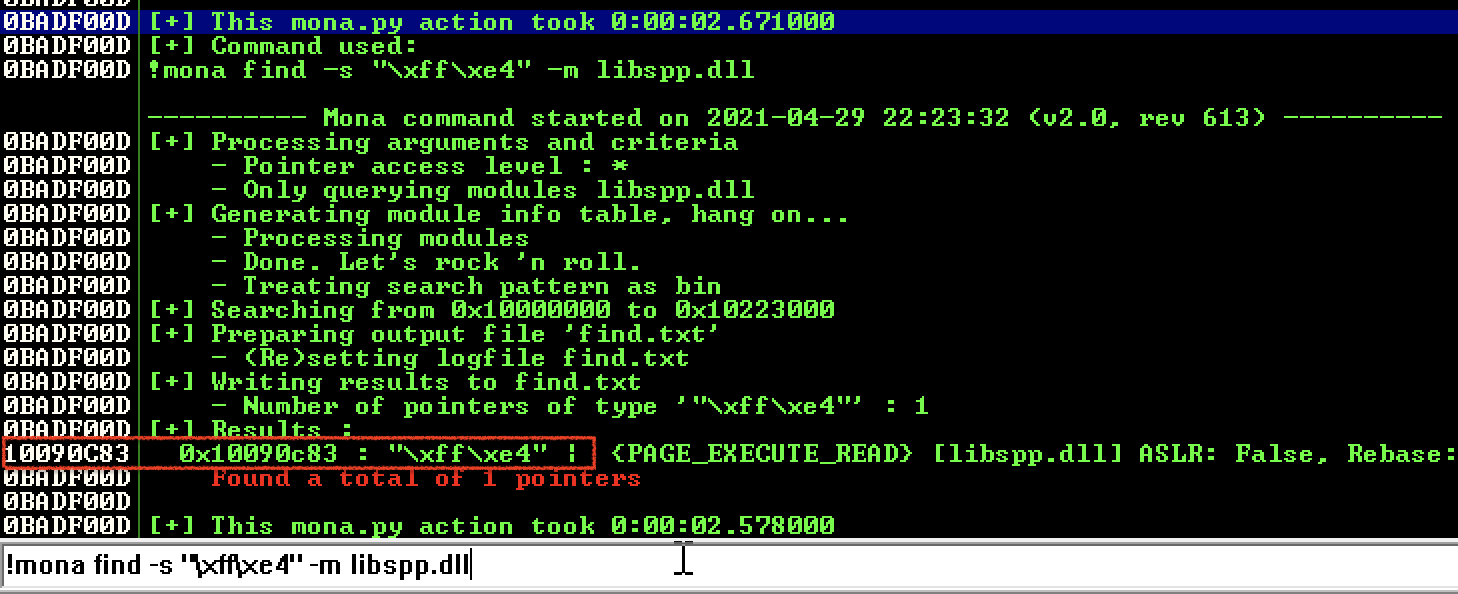 0BADF00D
0BADF00D [+] This mona.py action took 0:00:02.671000
0BADF00D [+] Command used:
0BADF00D !mona find -s "\xff\xe4" -m libspp.dll
---------- Mona command started on 2021-04-29 22:23:32 (v2.0, rev 613) ----------
0BADF00D [+] Processing arguments and criteria
0BADF00D - Pointer access level : *
0BADF00D - Only querying modules libspp.dll
0BADF00D [+] Generating module info table, hang on...
0BADF00D - Processing modules
0BADF00D - Done. Let's rock 'n roll.
0BADF00D - Treating search pattern as bin
0BADF00D [+] Searching from 0x10000000 to 0x10223000
0BADF00D [+] Preparing output file 'find.txt'
0BADF00D - (Re)setting logfile find.txt
0BADF00D [+] Writing results to find.txt
0BADF00D - Number of pointers of type '"\xff\xe4"' : 1
0BADF00D [+] Results :
10090C83 0x10090c83 : "\xff\xe4" | {PAGE_EXECUTE_READ} [libspp.dll] ASLR: False, Rebase:
0BADF00D Found a total of 1 pointers
0BADF00D
0BADF00D [+] This mona.py action took 0:00:02.578000
!mona find -s "\xff\xe4" -m libspp.dll